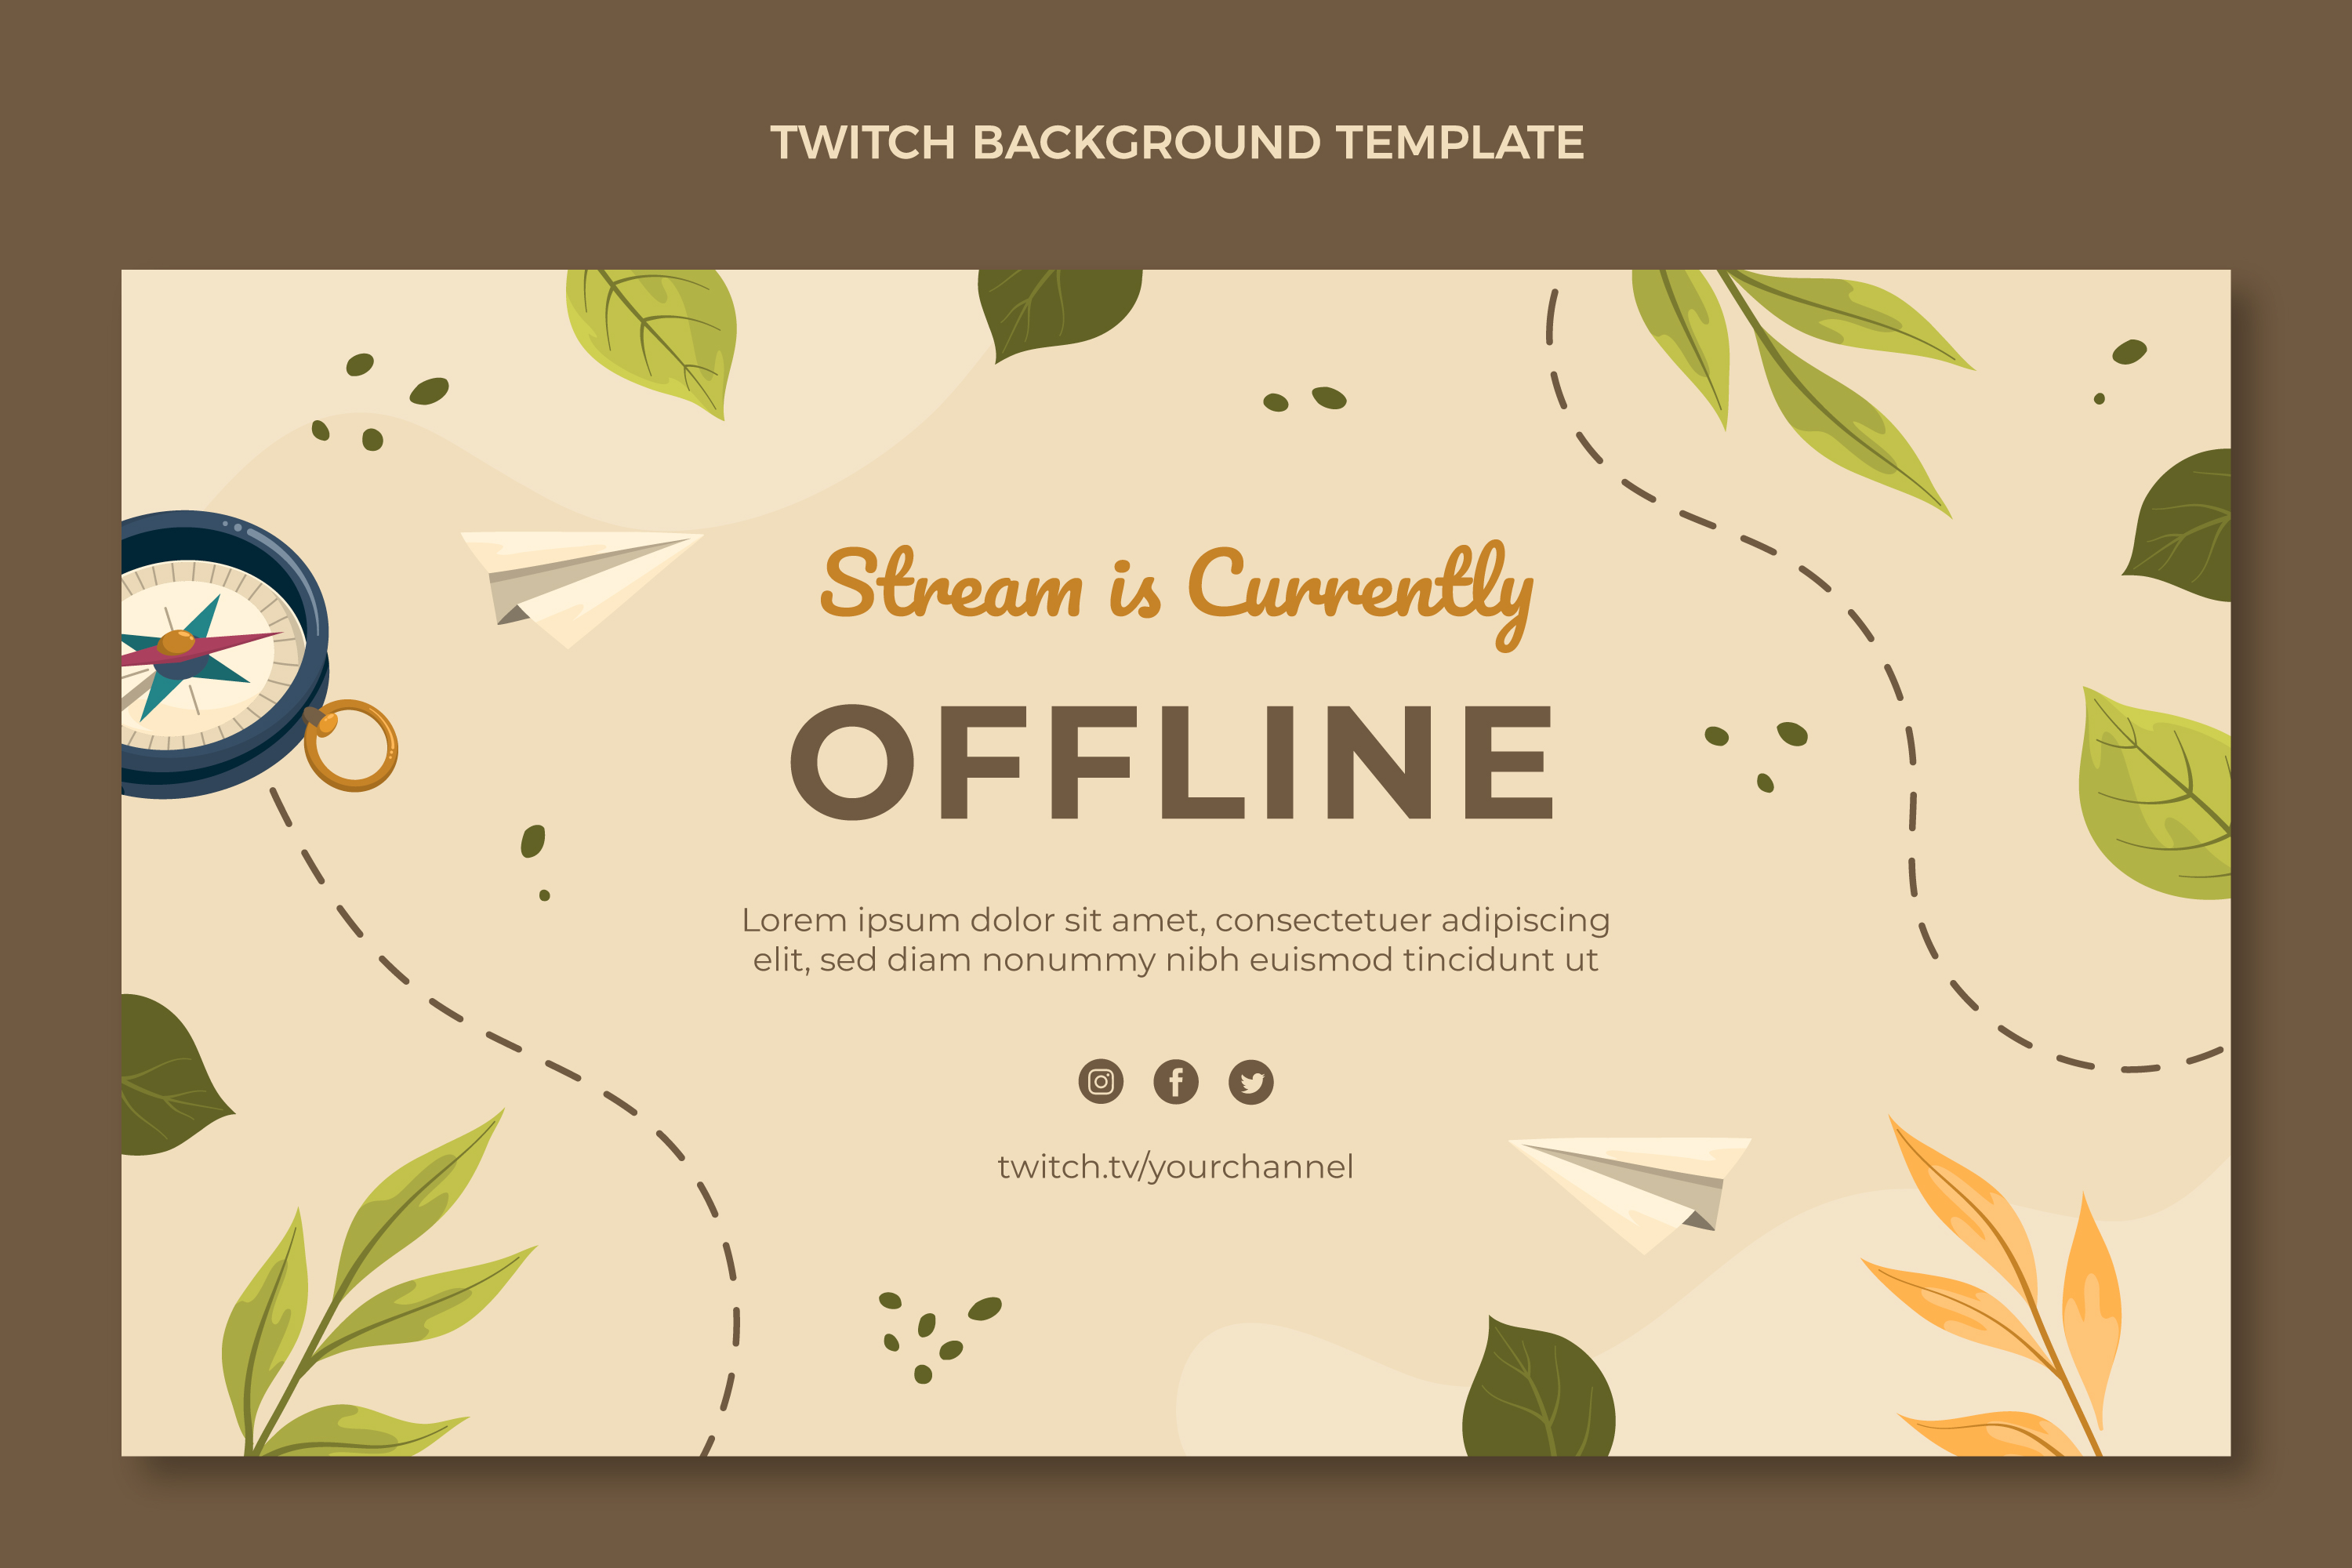 TWITCH BACKGROUND TEMPLATE
Stream is Currently
OFFLINE
Lorem ipsum dolor sit amet, consectetuer adipiscing
elit, sed diam nonummy nibh euismod tincidunt ut
twitch.tv/yourchannel